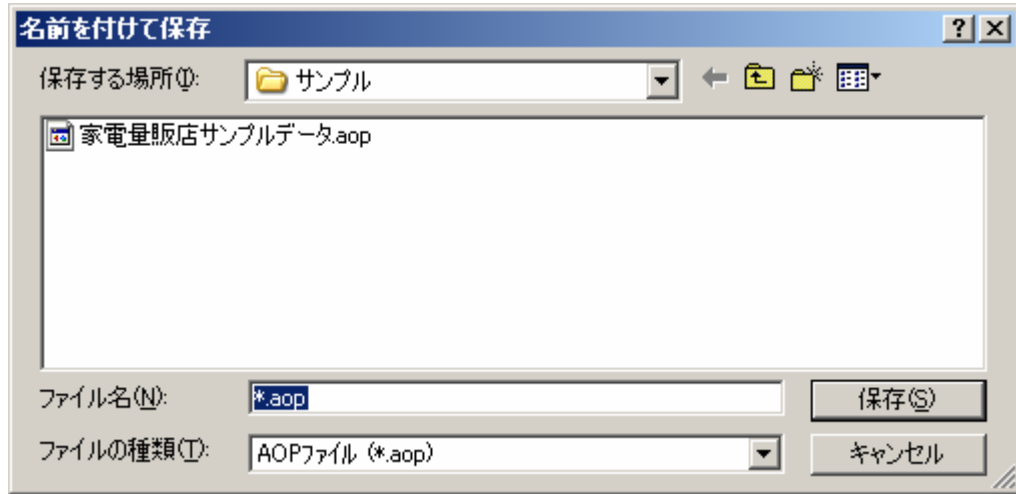 名前を付けて保存
保存する場所(I): サンプル
家電量販店サンプルデータ.aop
ファイル名(N): *.aop 保存(S)
ファイルの種類(T): AOPファイル (*.aop) キャンセル